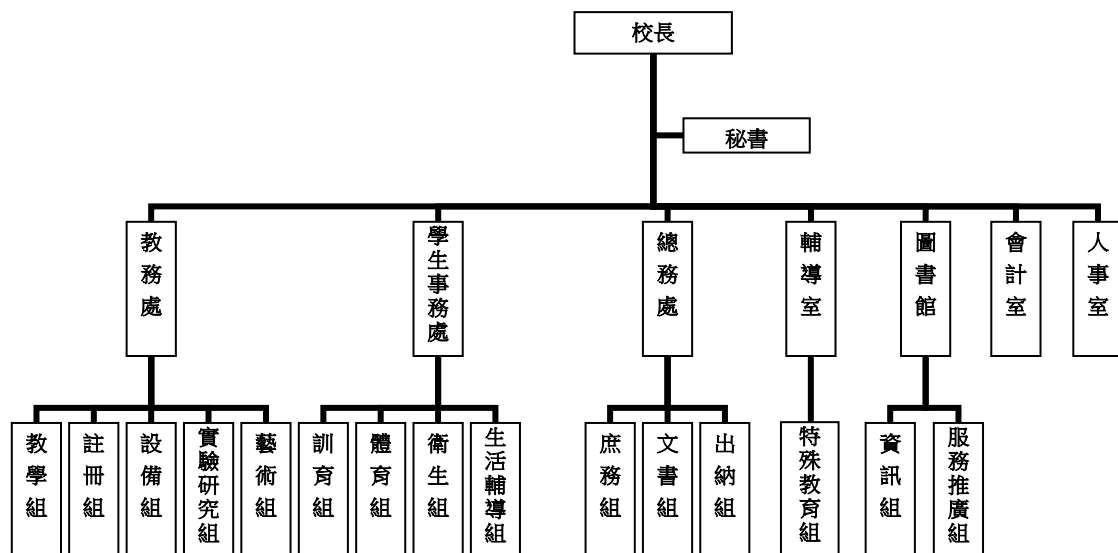 校長
秘書
教務處
學生事務處
總務處
輔導室
圖書館
會計室
人事室
教學組
註冊組
設備組
實驗研究組
藝術組
訓育組
體育組
衛生組
生活輔導組
庶務組
文書組
出納組
特殊教育組
資訊組
服務推廣組